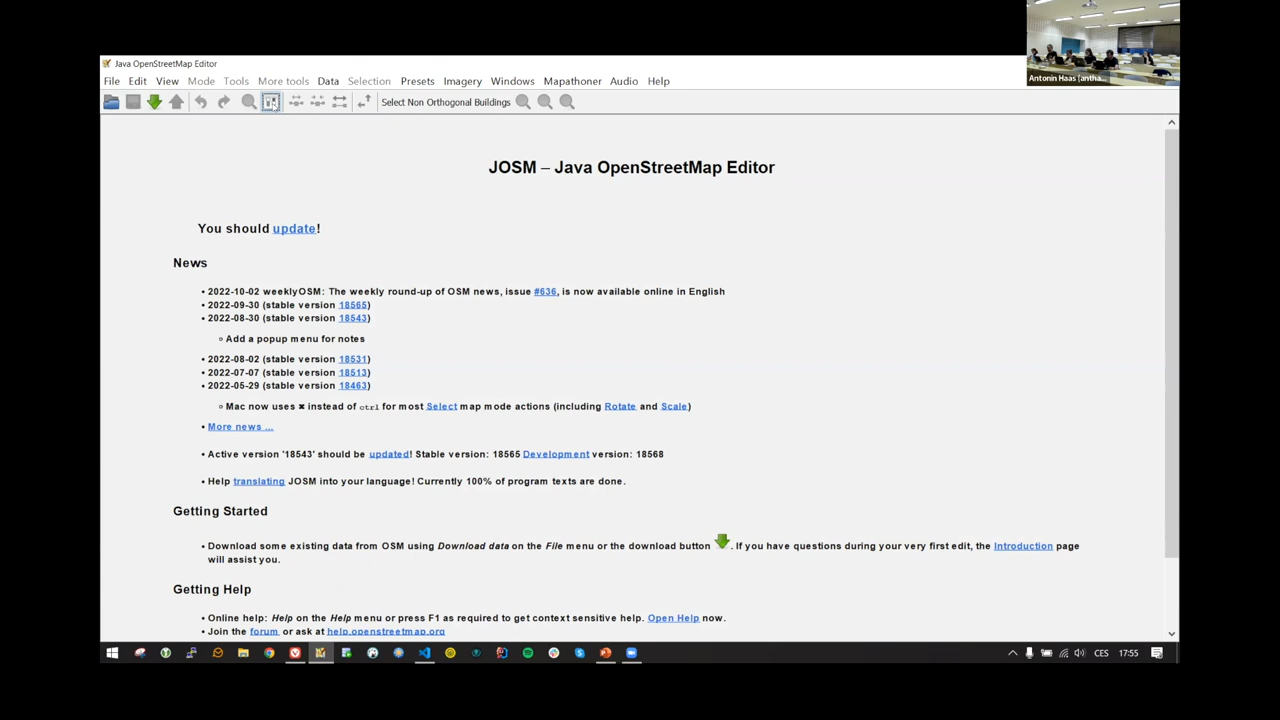 Java OpenStreetMap Editor
File Edit View Mode Tools More tools Data Selection Presets Imagery Windows Mapathoner Audio Help
Select Non Orthogonal Buildings
Antonin Haas (antha...
JOSM – Java OpenStreetMap Editor
You should update!
News
• 2022-10-02 weeklyOSM: The weekly round-up of OSM news, issue #636, is now available online in English
• 2022-09-30 (stable version 18565)
• 2022-08-30 (stable version 18543)
◦ Add a popup menu for notes
• 2022-08-02 (stable version 18531)
• 2022-07-07 (stable version 18513)
• 2022-05-29 (stable version 18463)
◦ Mac now uses ⌘ instead of ctrl for most Select map mode actions (including Rotate and Scale)
• More news ...
• Active version '18543' should be updated! Stable version: 18565 Development version: 18568
• Help translating JOSM into your language! Currently 100% of program texts are done.
Getting Started
• Download some existing data from OSM using Download data on the File menu or the download button . If you have questions during your very first edit, the Introduction page
will assist you.
Getting Help
• Online help: Help on the Help menu or press F1 as required to get context sensitive help. Open Help now.
• Join the forum or ask at help.openstreetmap.org
CES 17:55